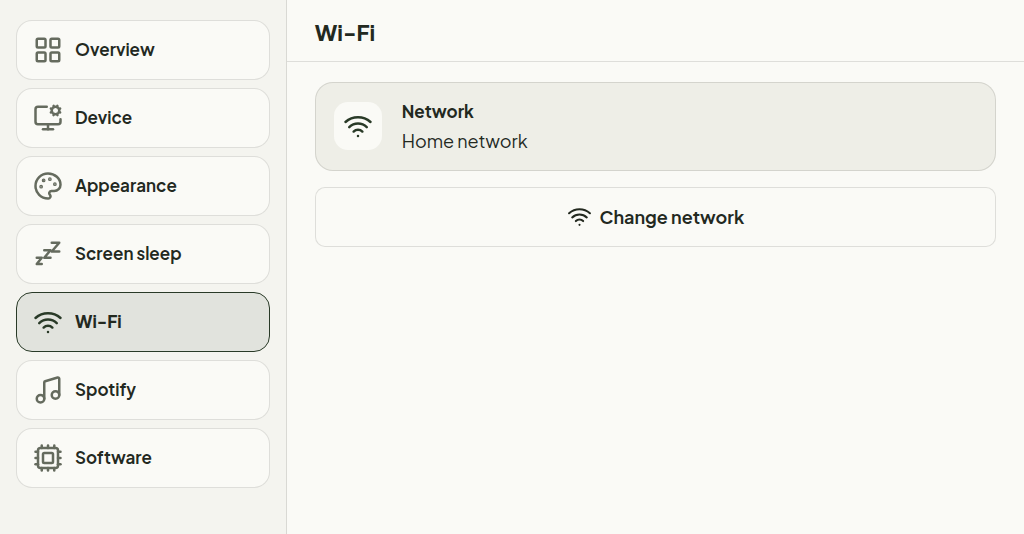 Overview
Device
Appearance
Screen sleep
Wi-Fi
Spotify
Software
Wi-Fi
Network
Home network
Change network